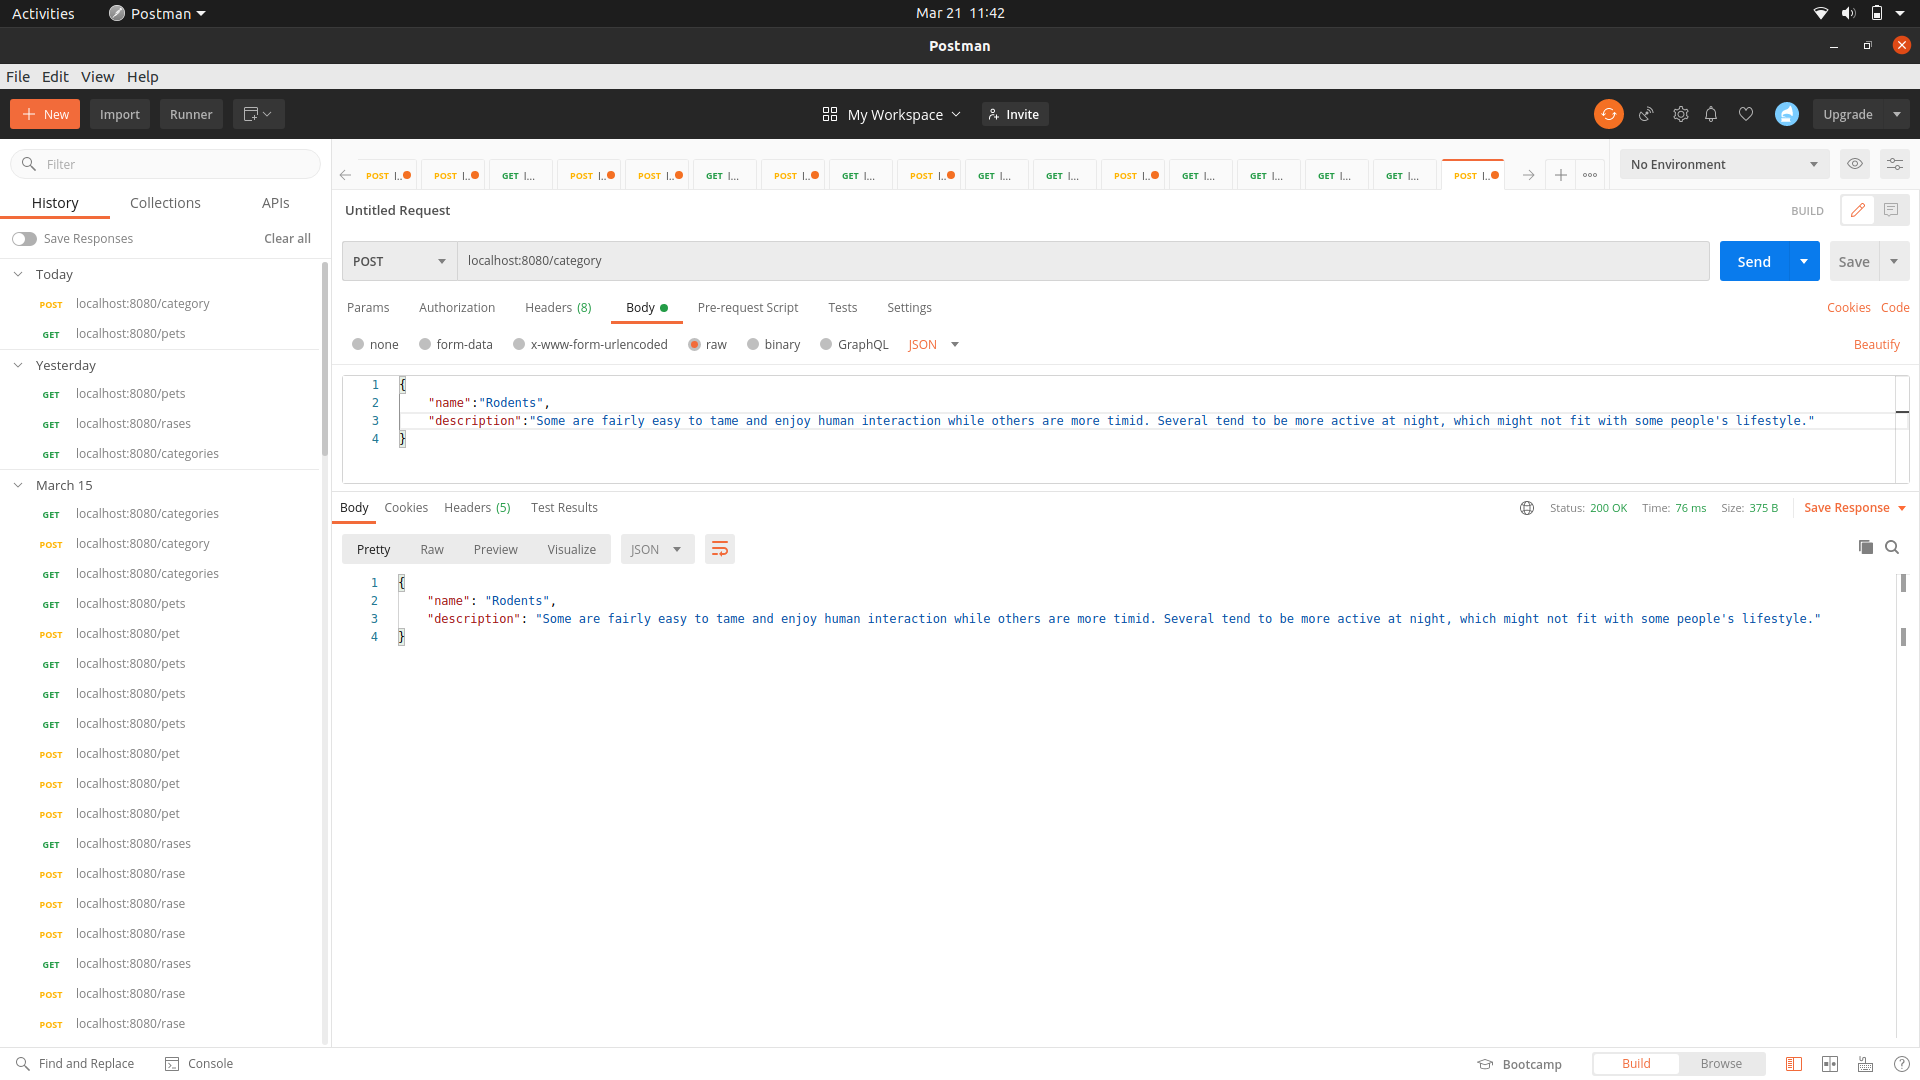 Activities Postman Mar 21 11:42
Postman
File Edit View Help
New Import Runner My Workspace Invite Upgrade
Filter
POST l.. POST l.. GET l... POST l.. POST l.. GET l... POST l.. GET l... POST l.. GET l... GET l... POST l.. GET l... GET l... GET l... GET l... POST l.. No Environment
History Collections APIs
Untitled Request BUILD
Save Responses Clear all
POST localhost:8080/category Send Save
Params Authorization Headers (8) Body Pre-request Script Tests Settings Cookies Code
none form-data x-www-form-urlencoded raw binary GraphQL JSON Beautify
1 {
2 "name":"Rodents",
3 "description":"Some are fairly easy to tame and enjoy human interaction while others are more timid. Several tend to be more active at night, which might not fit with some people's lifestyle."
4 }
Body Cookies Headers (5) Test Results Status: 200 OK Time: 76 ms Size: 375 B Save Response
Pretty Raw Preview Visualize JSON
1 {
2 "name": "Rodents",
3 "description": "Some are fairly easy to tame and enjoy human interaction while others are more timid. Several tend to be more active at night, which might not fit with some people's lifestyle."
4 }
Today
POST localhost:8080/category
GET localhost:8080/pets
Yesterday
GET localhost:8080/pets
GET localhost:8080/rases
GET localhost:8080/categories
March 15
GET localhost:8080/categories
POST localhost:8080/category
GET localhost:8080/categories
GET localhost:8080/pets
POST localhost:8080/pet
GET localhost:8080/pets
GET localhost:8080/pets
GET localhost:8080/pets
POST localhost:8080/pet
POST localhost:8080/pet
POST localhost:8080/pet
GET localhost:8080/rases
POST localhost:8080/rase
POST localhost:8080/rase
POST localhost:8080/rase
GET localhost:8080/rases
POST localhost:8080/rase
POST localhost:8080/rase
Find and Replace Console Bootcamp Build Browse